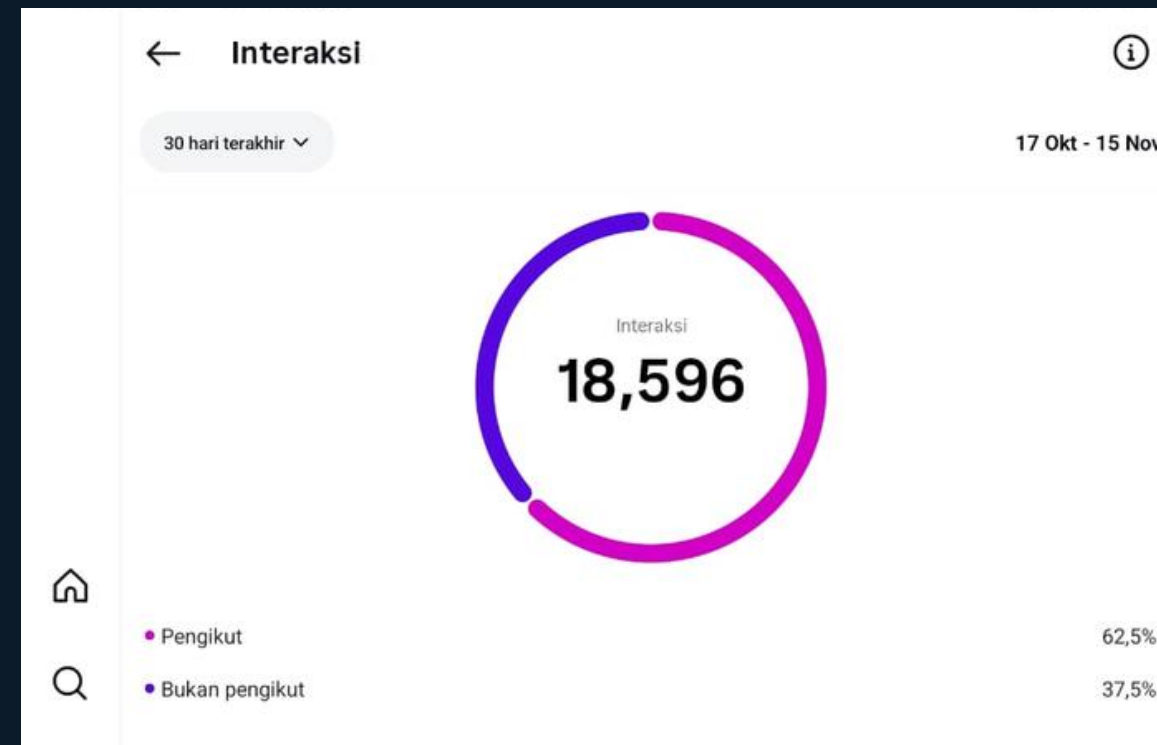 Interaksi
30 hari terakhir
17 Okt - 15 Nov
Interaksi
18,596
Pengikut 62,5%
Bukan pengikut 37,5%